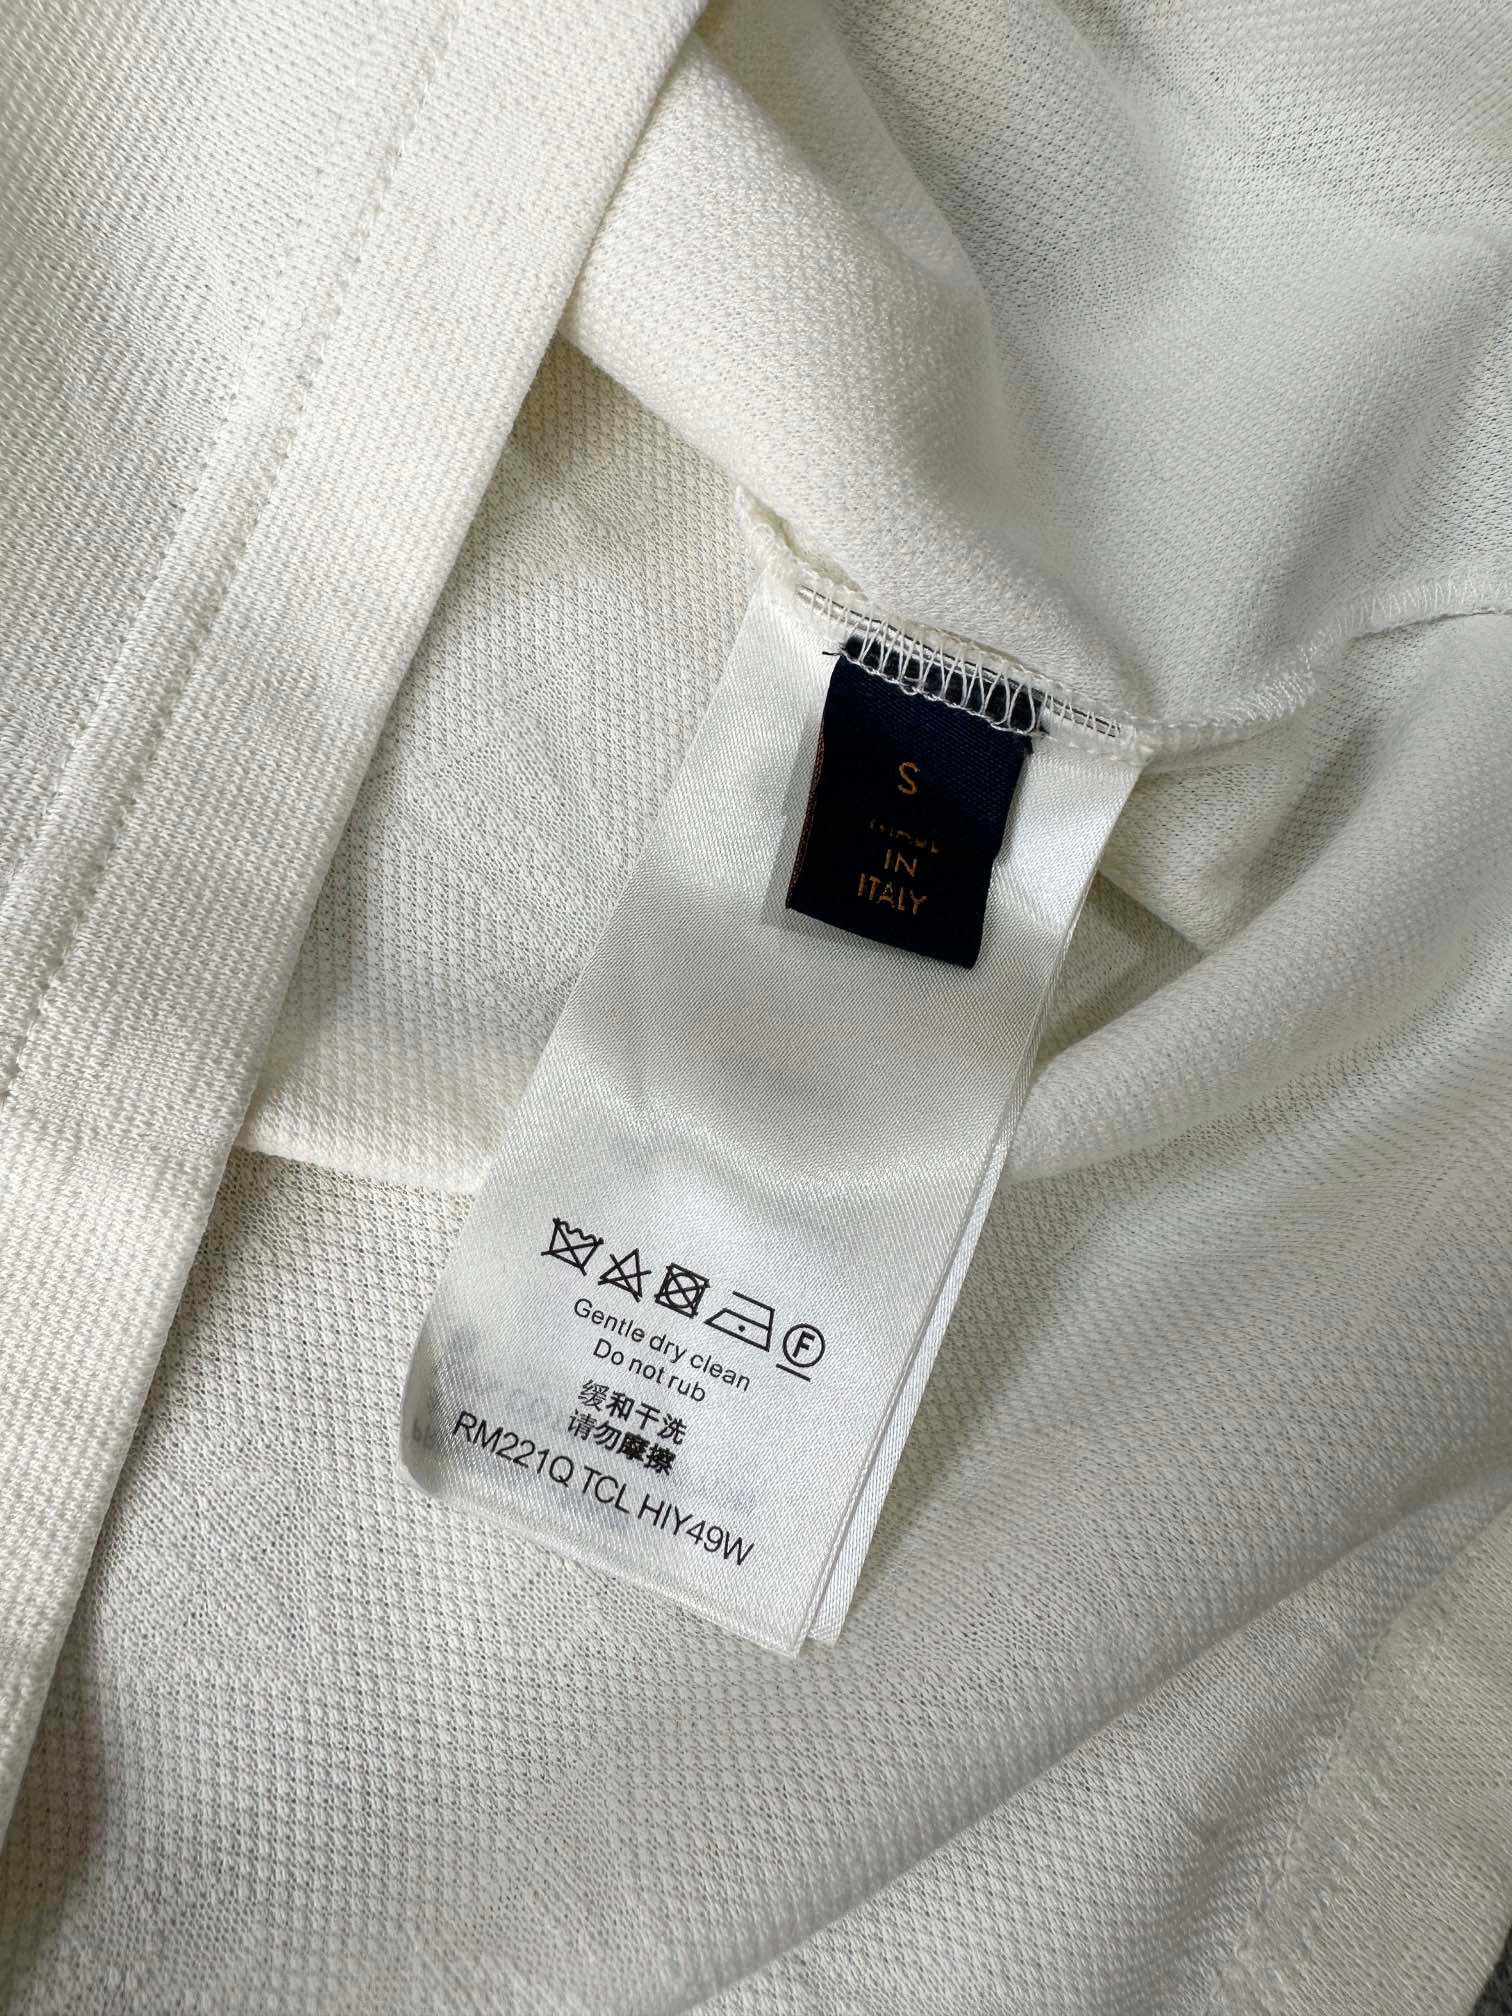 S
MADE
IN
ITALY
F
Gentle dry clean
Do not rub
缓和干洗
请勿摩擦
RM221Q TCL HIY49W